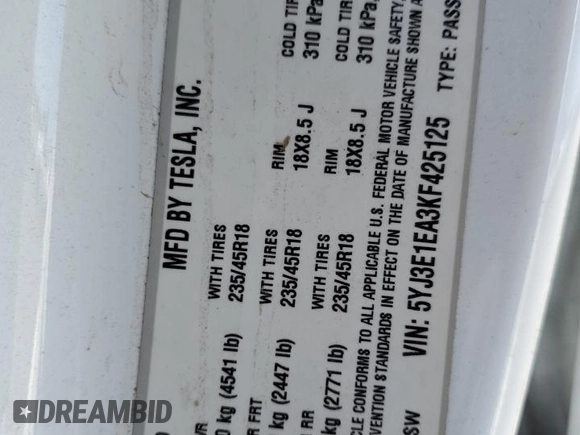 MFD BY TESLA, INC.
kg (4541 lb) WITH TIRES 235/45R18 RIM 18X8.5 J COLD TIR 310 kPa,
FRT
kg (2447 lb) WITH TIRES 235/45R18 RIM 18X8.5 J COLD TIR 310 kPa,
RR
kg (2771 lb) WITH TIRES 235/45R18
CLE CONFORMS TO ALL APPLICABLE U.S. FEDERAL MOTOR VEHICLE SAFETY,
VENTION STANDARDS IN EFFECT ON THE DATE OF MANUFACTURE SHOWN A
SW VIN: 5YJ3E1EA3KF425125 TYPE: PASS
DREAMBID